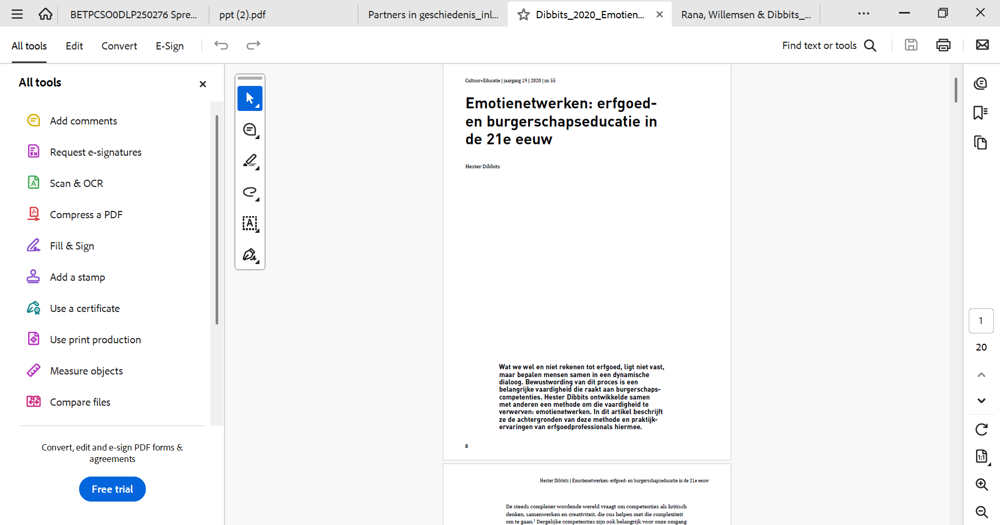 BETPCSO0DLP250276 Spre...
ppt (2).pdf
Partners in geschiedenis_inl...
Dibbits_2020_Emotien...
Rana, Willemsen & Dibbits_...
All tools
Edit
Convert
E-Sign
Find text or tools
All tools
Add comments
Request e-signatures
Scan & OCR
Compress a PDF
Fill & Sign
Add a stamp
Use a certificate
Use print production
Measure objects
Compare files
Convert, edit and e-sign PDF forms &
agreements
Free trial
Cultuur+Educatie | jaargang 19 | 2020 | nr. 55
Emotienetwerken: erfgoed-
en burgerschapseducatie in
de 21e eeuw
Hester Dibbits
Wat we wel en niet rekenen tot erfgoed, ligt niet vast,
maar bepalen mensen samen in een dynamische
dialoog. Bewustwording van dit proces is een
belangrijke vaardigheid die raakt aan burgerschaps-
competenties. Hester Dibbits ontwikkelde samen
met anderen een methode om die vaardigheid te
verwerven: emotienetwerken. In dit artikel beschrijft
ze de achtergronden van deze methode en praktijk-
ervaringen van erfgoedprofessionals hiermee.
8
Hester Dibbits | Emotienetwerken: erfgoed- en burgerschapseducatie in de 21e eeuw
De steeds complexer wordende wereld vraagt om competenties als kritisch
denken, samenwerken en creativiteit, die ons helpen met die complexiteit
om te gaan.¹ Dergelijke competenties zijn ook belangrijk voor onze omgang
1
20
1:1